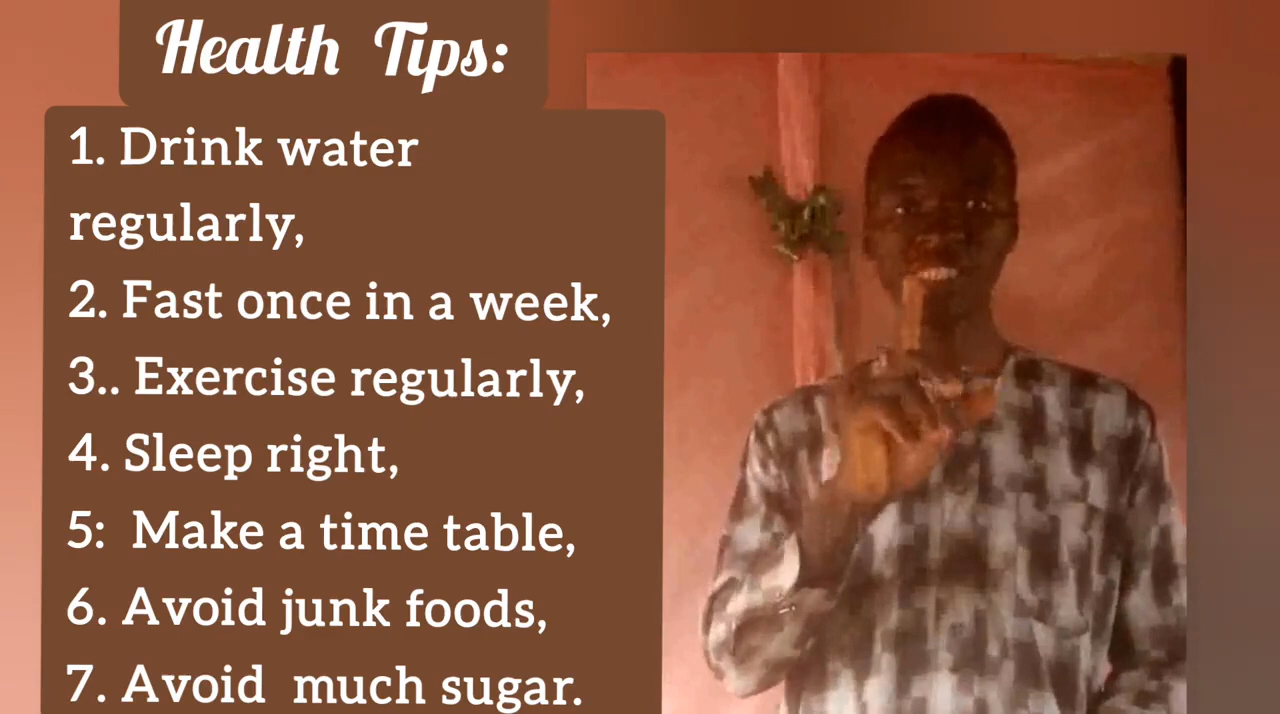 Health Tips:
1. Drink water
regularly,
2. Fast once in a week,
3.. Exercise regularly,
4. Sleep right,
5: Make a time table,
6. Avoid junk foods,
7. Avoid much sugar.